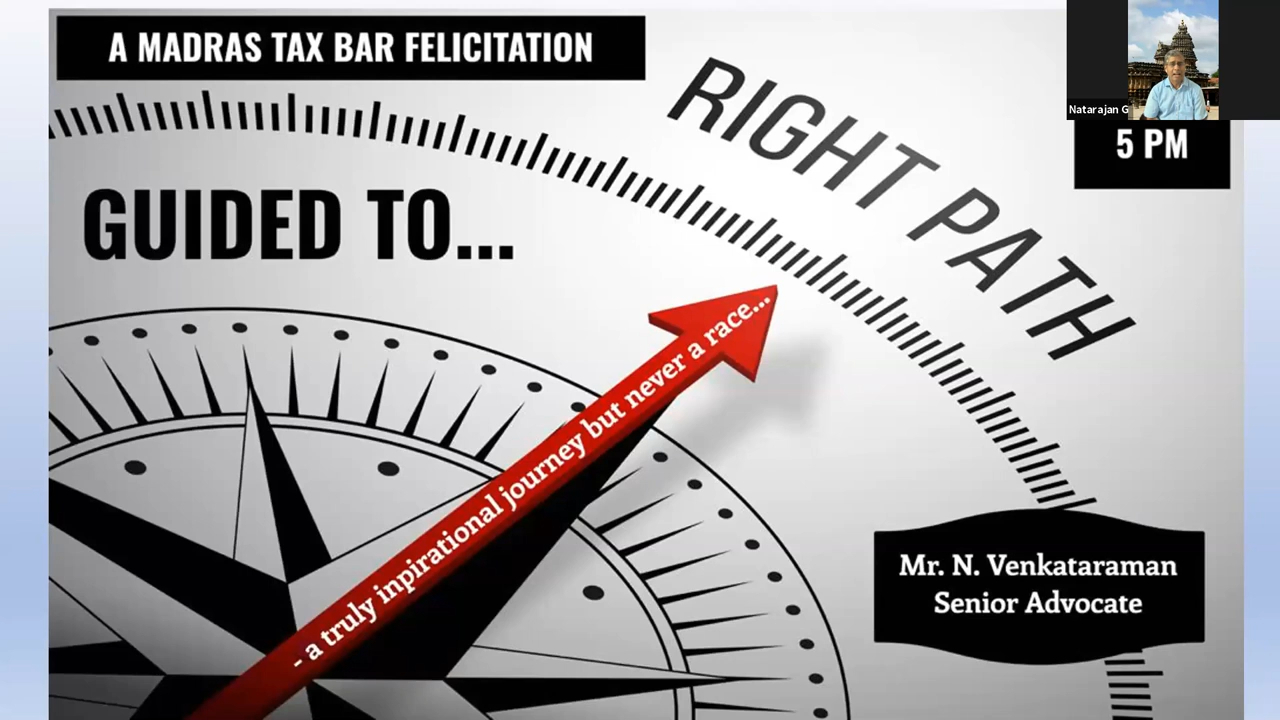 A MADRAS TAX BAR FELICITATION
RIGHT PATH
Natarajan G
5 PM
GUIDED TO...
- a truly inpirational journey but never a race...
Mr. N. Venkataraman
Senior Advocate